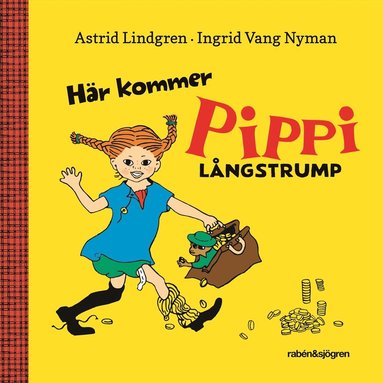 Astrid Lindgren · Ingrid Vang Nyman
Här kommer
Pippi
LÅNGSTRUMP
rabén&sjögren